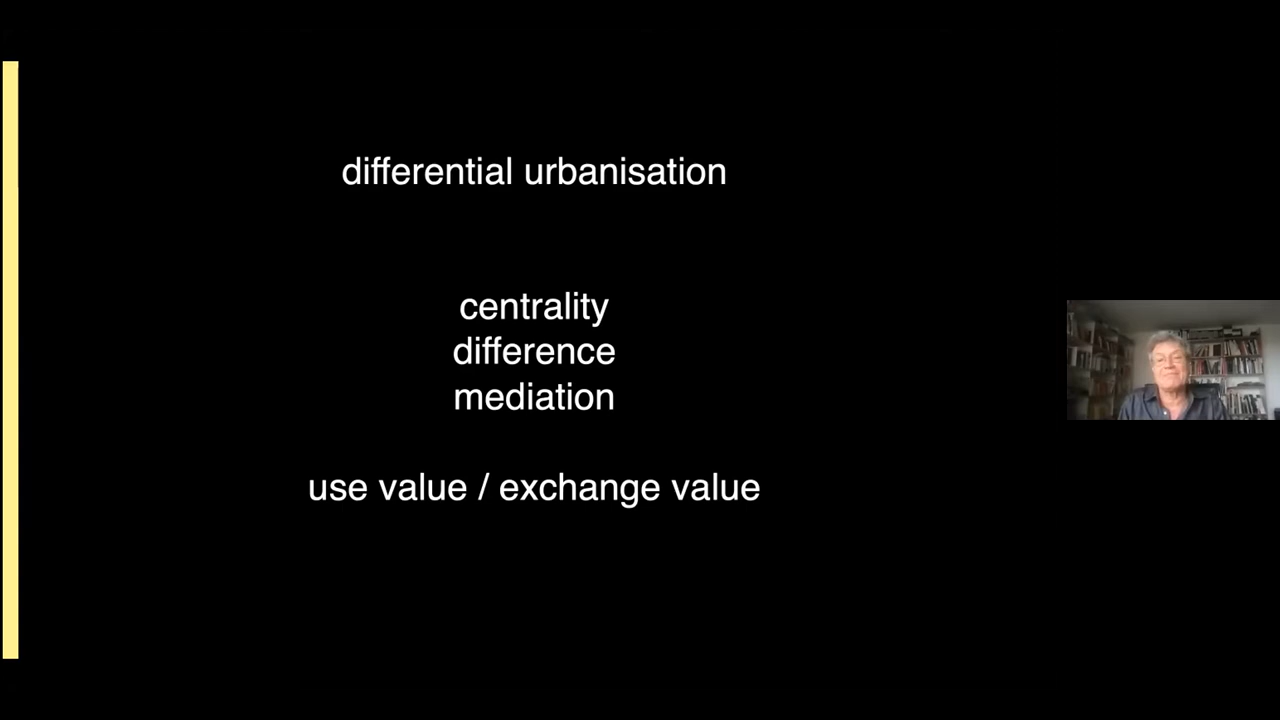 differential urbanisation
centrality
difference
mediation
use value / exchange value